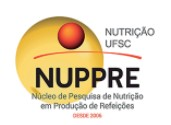 NUTRIÇÃO
UFSC
NUPPRE
Núcleo de Pesquisa de Nutrição
em Produção de Refeições
DESDE 2006